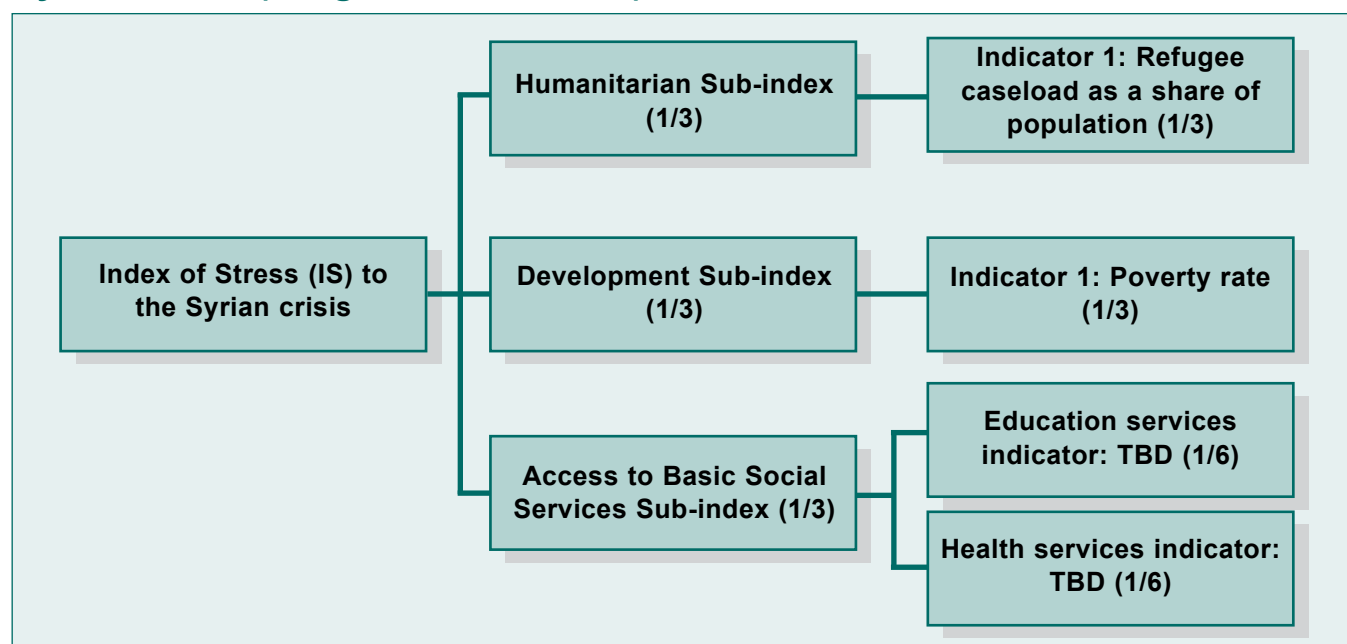 Index of Stress (IS) to
the Syrian crisis
Humanitarian Sub-index
(1/3)
Indicator 1: Refugee
caseload as a share of
population (1/3)
Development Sub-index
(1/3)
Indicator 1: Poverty rate
(1/3)
Access to Basic Social
Services Sub-index (1/3)
Education services
indicator: TBD (1/6)
Health services indicator:
TBD (1/6)